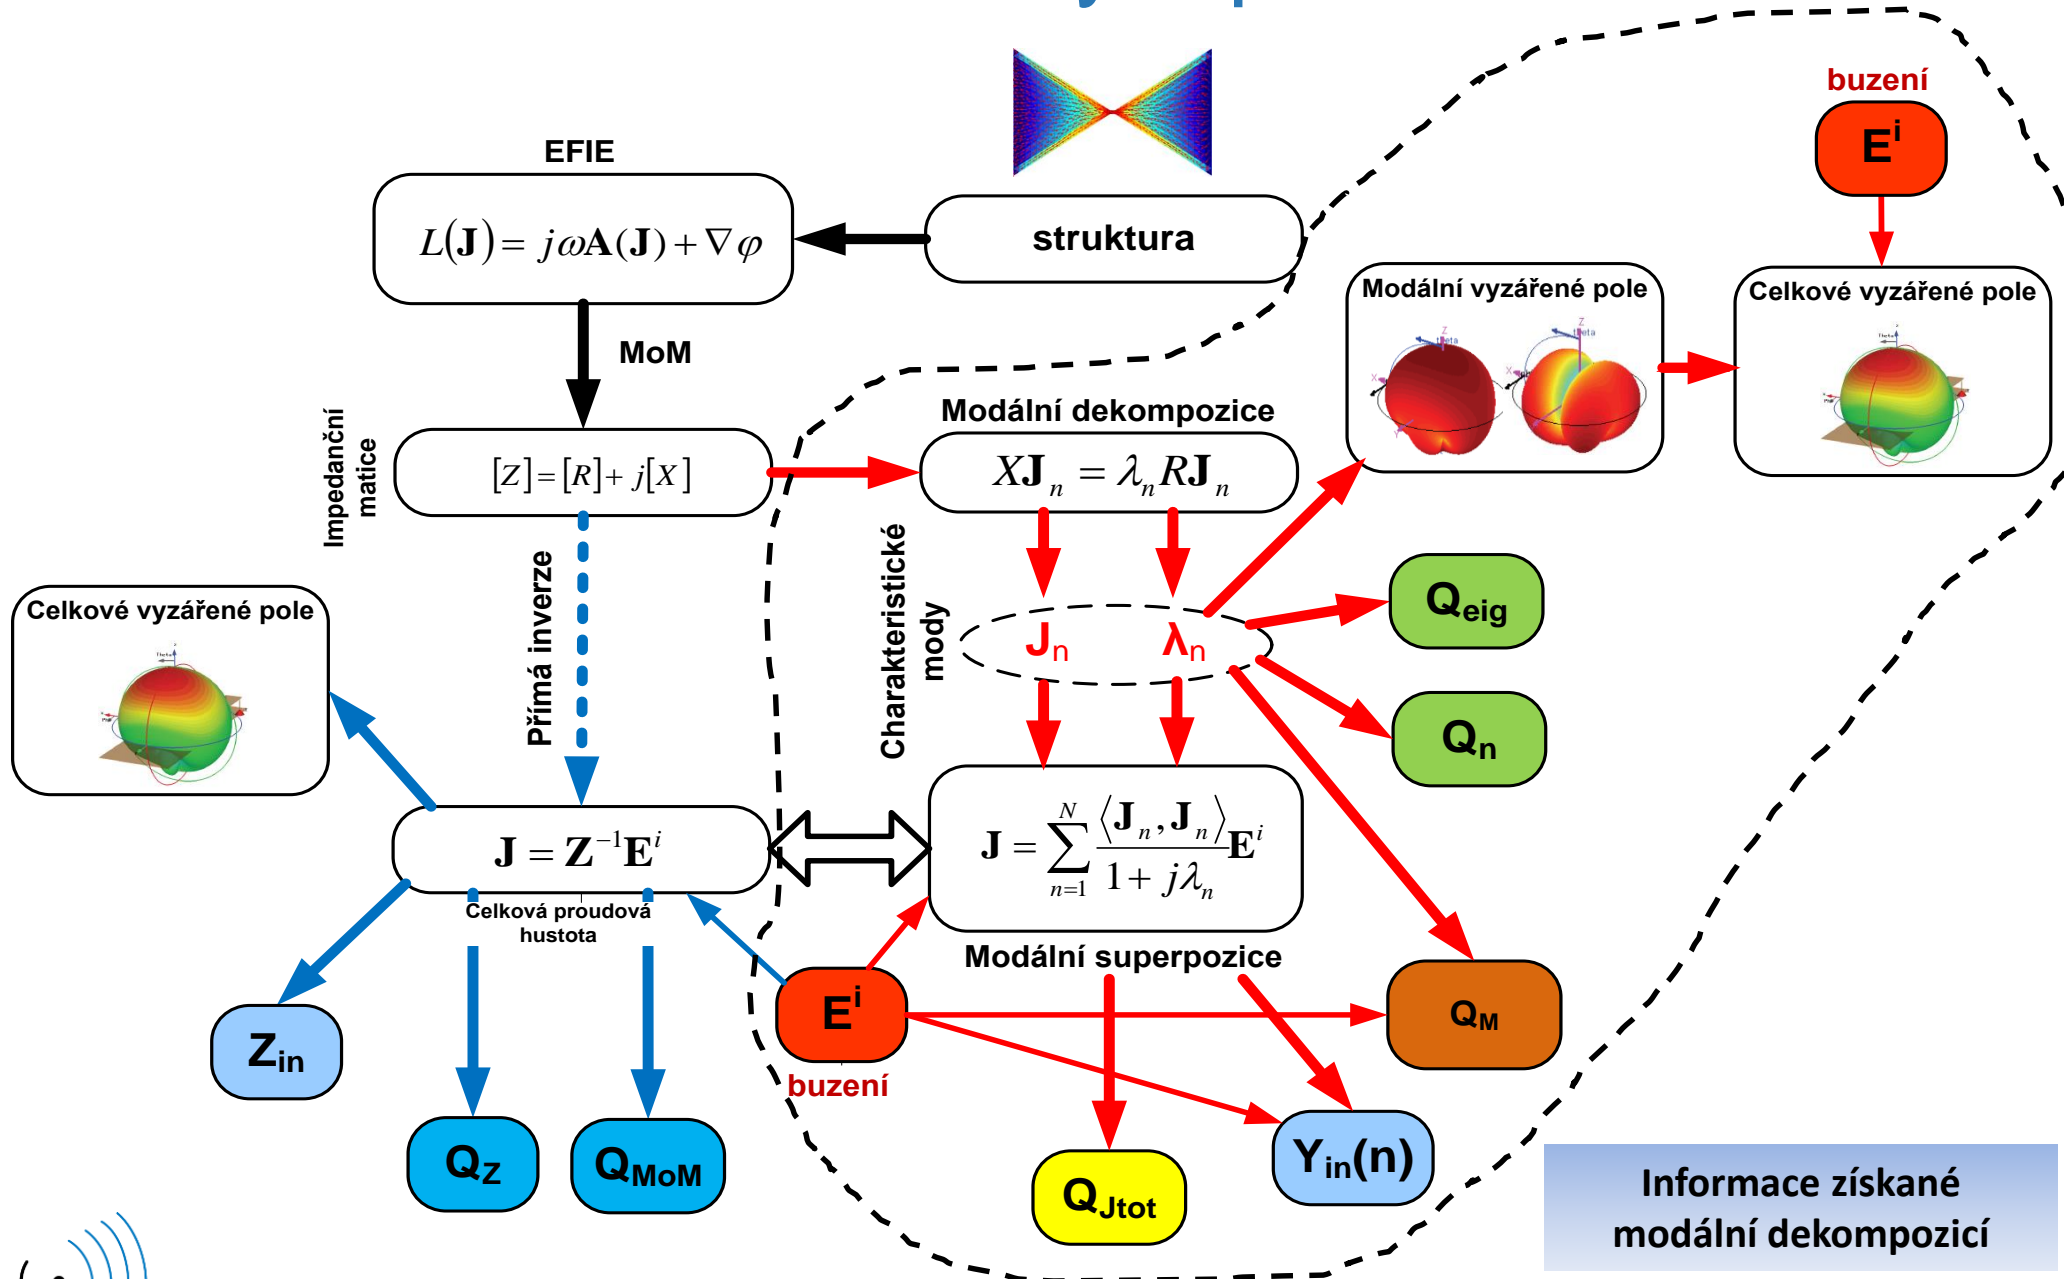 buzení
E^i
EFIE
L(J) = jωA(J) + ∇φ
struktura
Modální vyzářené pole
Celkové vyzářené pole
MoM
Impedanční
matice
[Z]=[R]+ j[X]
Modální dekompozice
XJ_n = λ_n RJ_n
Přímá inverze
Charakteristické
mody
J_n
λ_n
Q_eig
Q_n
Celkové vyzářené pole
J = Z^{-1}E^i
Celková proudová
hustota
J = \sum_{n=1}^{N} \frac{⟨J_n, J_n⟩}{1 + jλ_n} E^i
Modální superpozice
E^i
buzení
Z_in
Q_Z
Q_MoM
Q_M
Y_in(n)
Q_Jtot
Informace získané
modální dekompozicí